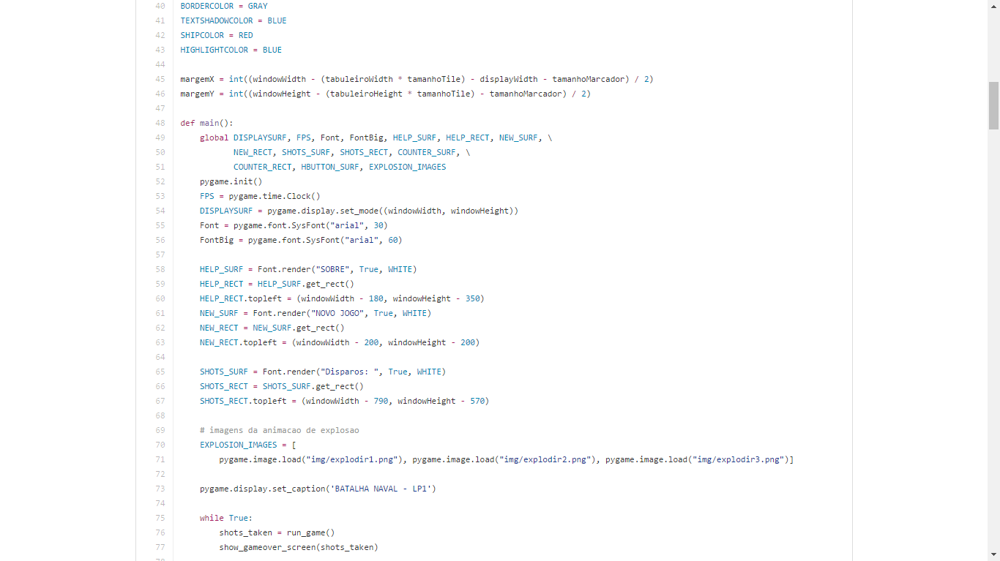 40 BORDERCOLOR = GRAY
41 TEXTSHADOWCOLOR = BLUE
42 SHIPCOLOR = RED
43 HIGHLIGHTCOLOR = BLUE
44
45 margemX = int((windowWidth - (tabuleiroWidth * tamanhoTile) - displayWidth - tamanhoMarcador) / 2)
46 margemY = int((windowHeight - (tabuleiroHeight * tamanhoTile) - tamanhoMarcador) / 2)
47
48 def main():
49     global DISPLAYSURF, FPS, Font, FontBig, HELP_SURF, HELP_RECT, NEW_SURF, \
50            NEW_RECT, SHOTS_SURF, SHOTS_RECT, COUNTER_SURF, \
51            COUNTER_RECT, HBUTTON_SURF, EXPLOSION_IMAGES
52     pygame.init()
53     FPS = pygame.time.Clock()
54     DISPLAYSURF = pygame.display.set_mode((windowWidth, windowHeight))
55     Font = pygame.font.SysFont("arial", 30)
56     FontBig = pygame.font.SysFont("arial", 60)
57
58     HELP_SURF = Font.render("SOBRE", True, WHITE)
59     HELP_RECT = HELP_SURF.get_rect()
60     HELP_RECT.topleft = (windowWidth - 180, windowHeight - 350)
61     NEW_SURF = Font.render("NOVO JOGO", True, WHITE)
62     NEW_RECT = NEW_SURF.get_rect()
63     NEW_RECT.topleft = (windowWidth - 200, windowHeight - 200)
64
65     SHOTS_SURF = Font.render("Disparos: ", True, WHITE)
66     SHOTS_RECT = SHOTS_SURF.get_rect()
67     SHOTS_RECT.topleft = (windowWidth - 790, windowHeight - 570)
68
69     # imagens da animacao de explosao
70     EXPLOSION_IMAGES = [
71         pygame.image.load("img/explodir1.png"), pygame.image.load("img/explodir2.png"), pygame.image.load("img/explodir3.png")]
72
73     pygame.display.set_caption('BATALHA NAVAL - LP1')
74
75     while True:
76         shots_taken = run_game()
77         show_gameover_screen(shots_taken)